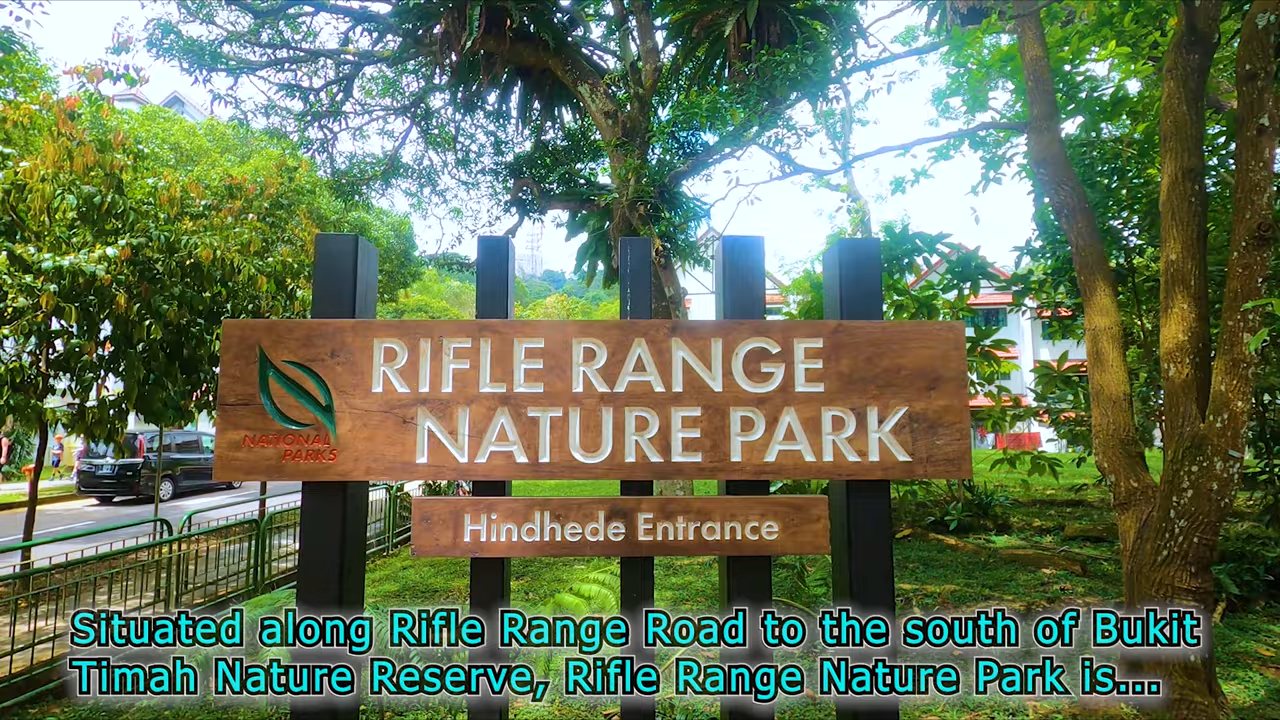 RIFLE RANGE
NATURE PARK
NATIONAL
PARKS
Hindhede Entrance
Situated along Rifle Range Road to the south of Bukit
Timah Nature Reserve, Rifle Range Nature Park is...